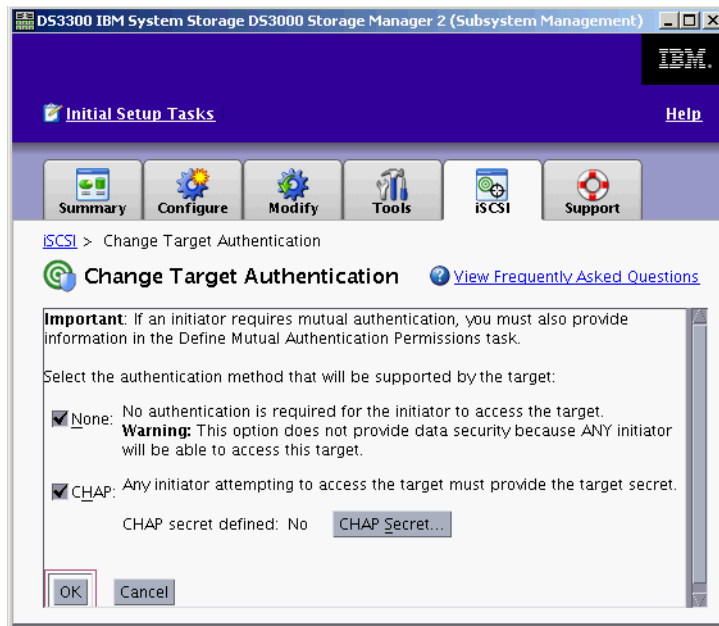 DS3300 IBM System Storage DS3000 Storage Manager 2 (Subsystem Management)
IBM.
Initial Setup Tasks
Help
Summary
Configure
Modify
Tools
iSCSI
Support
iSCSI > Change Target Authentication
Change Target Authentication
View Frequently Asked Questions
Important: If an initiator requires mutual authentication, you must also provide
information in the Define Mutual Authentication Permissions task.
Select the authentication method that will be supported by the target:
None: No authentication is required for the initiator to access the target.
Warning: This option does not provide data security because ANY initiator
will be able to access this target.
CHAP: Any initiator attempting to access the target must provide the target secret.
CHAP secret defined: No CHAP Secret...
OK Cancel